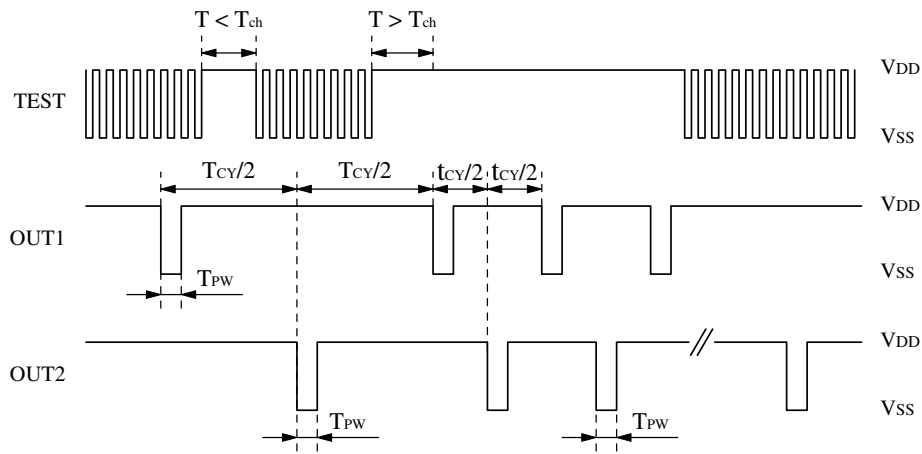 T < Tch T > Tch
VDD
TEST
VSS
TCY/2 TCY/2 tCY/2 tCY/2
VDD
OUT1
VSS
TPW
VDD
OUT2
VSS
TPW TPW